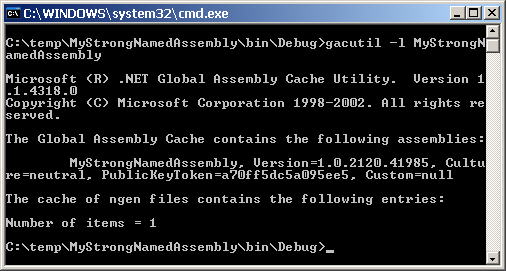 C:\WINDOWS\system32\cmd.exe
C:\temp\MyStrongNamedAssembly\bin\Debug>gacutil -l MyStrongN
amedAssembly
Microsoft (R) .NET Global Assembly Cache Utility.  Version 1
.1.4318.0
Copyright (C) Microsoft Corporation 1998-2002. All rights re
served.
The Global Assembly Cache contains the following assemblies:
MyStrongNamedAssembly, Version=1.0.2120.41985, Cultu
re=neutral, PublicKeyToken=a70ff5dc5a095ee5, Custom=null
The cache of ngen files contains the following entries:
Number of items = 1
C:\temp\MyStrongNamedAssembly\bin\Debug>_